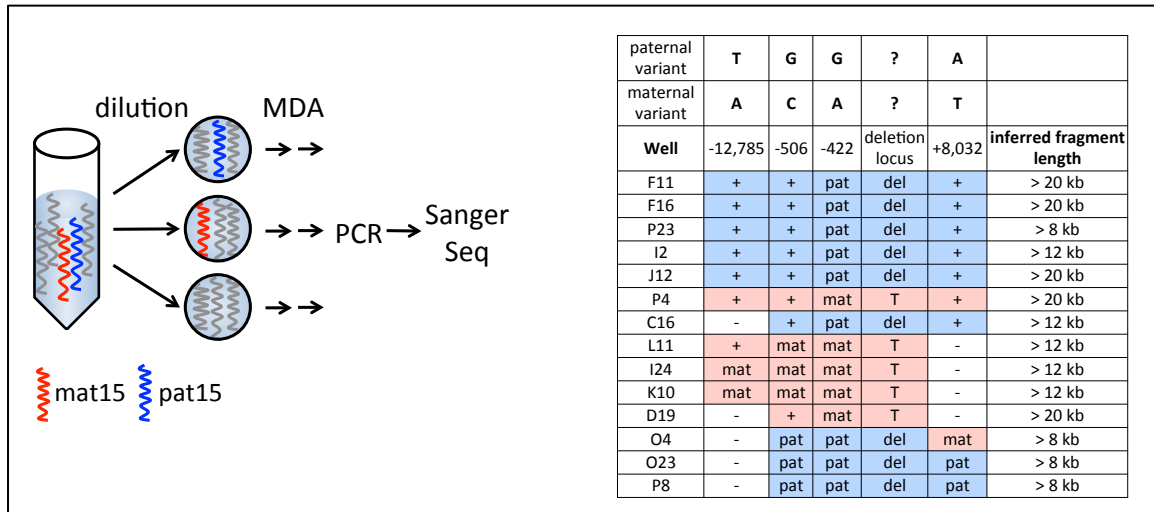 dilution MDA
PCR Sanger
Seq
mat15 pat15
paternal variant T G G ? A
maternal variant A C A ? T
Well -12,785 -506 -422 deletion locus +8,032 inferred fragment length
F11 + + pat del + > 20 kb
F16 + + pat del + > 20 kb
P23 + + pat del + > 8 kb
I2 + + pat del + > 12 kb
J12 + + pat del + > 20 kb
P4 + + mat T + > 20 kb
C16 - + pat del + > 12 kb
L11 + mat mat T - > 12 kb
I24 mat mat mat T - > 12 kb
K10 mat mat mat T - > 12 kb
D19 - + mat T - > 20 kb
O4 - pat pat del mat > 8 kb
O23 - pat pat del pat > 8 kb
P8 - pat pat del pat > 8 kb